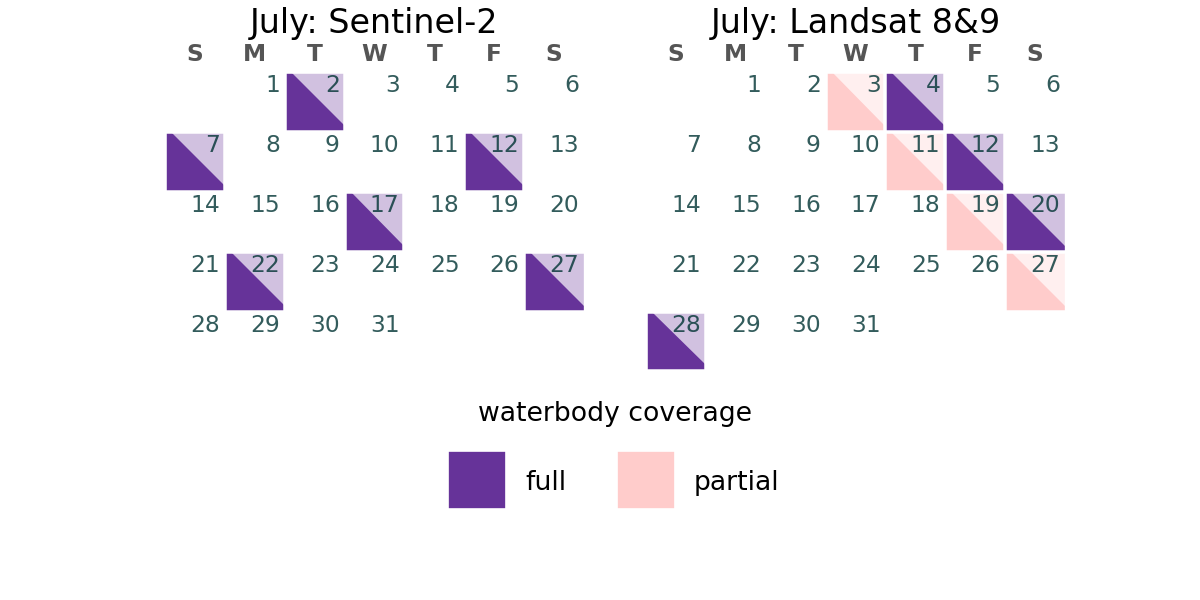 July: Sentinel-2
S M T W T F S
1 2 3 4 5 6
7 8 9 10 11 12 13
14 15 16 17 18 19 20
21 22 23 24 25 26 27
28 29 30 31
July: Landsat 8&9
S M T W T F S
1 2 3 4 5 6
7 8 9 10 11 12 13
14 15 16 17 18 19 20
21 22 23 24 25 26 27
28 29 30 31
waterbody coverage
full
partial